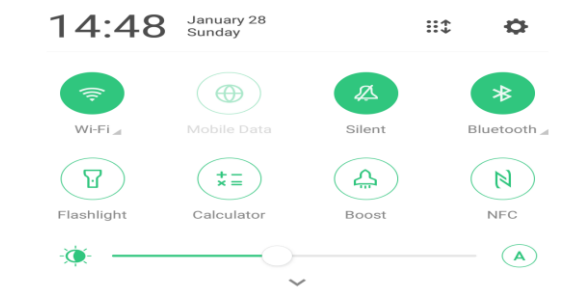 14:48
January 28
Sunday
Wi-Fi
Mobile Data
Silent
Bluetooth
Flashlight
Calculator
Boost
NFC
A